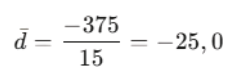 d̄ = −375/15 = −25, 0